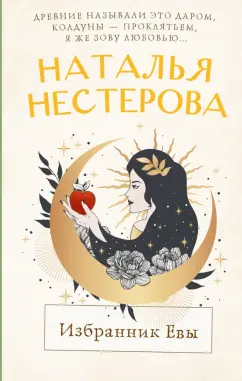 ДРЕВНИЕ НАЗЫВАЛИ ЭТО ДАРОМ,
КОЛДУНЫ — ПРОКЛЯТЬЕМ,
Я ЖЕ ЗОВУ ЛЮБОВЬЮ...
НАТАЛЬЯ
НЕСТЕРОВА
Избранник Евы